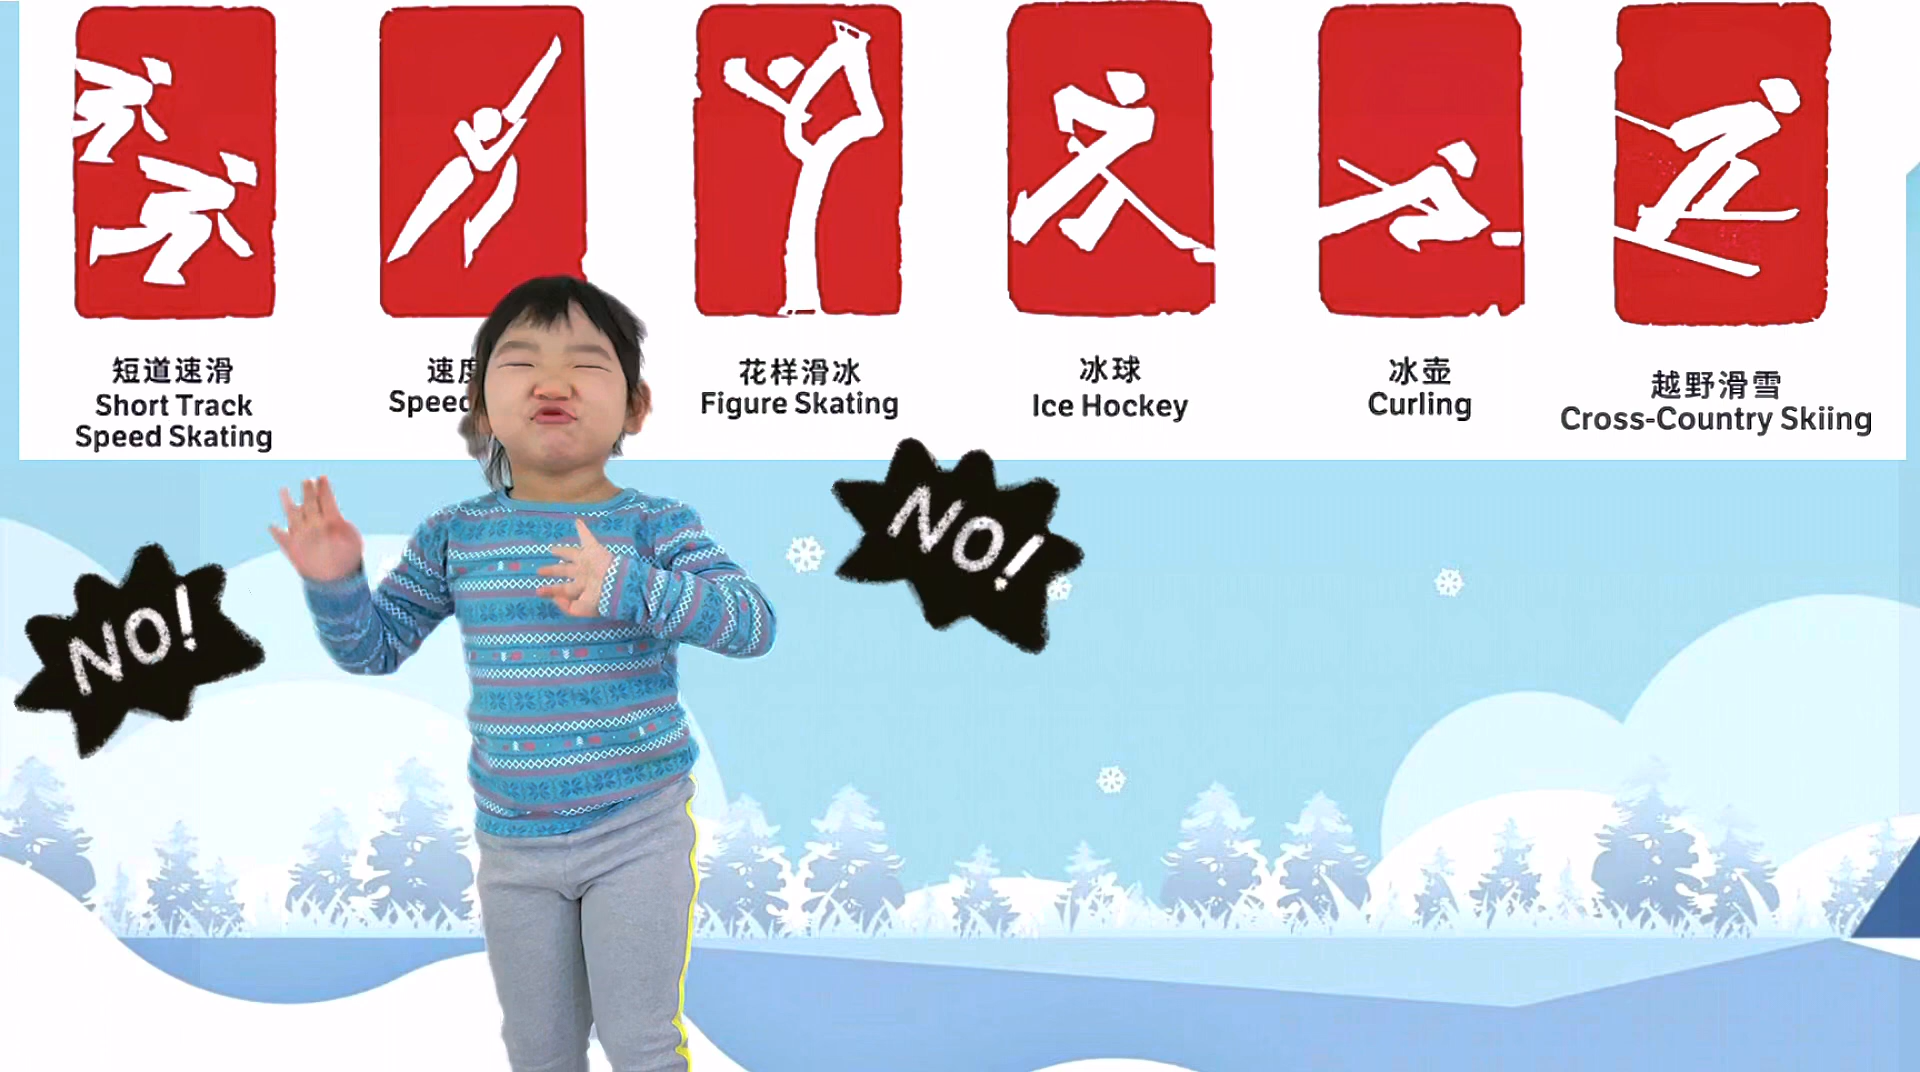 短道速滑
Short Track
Speed Skating
速度
Speed
花样滑冰
Figure Skating
冰球
Ice Hockey
冰壶
Curling
越野滑雪
Cross-Country Skiing
NO!
NO!